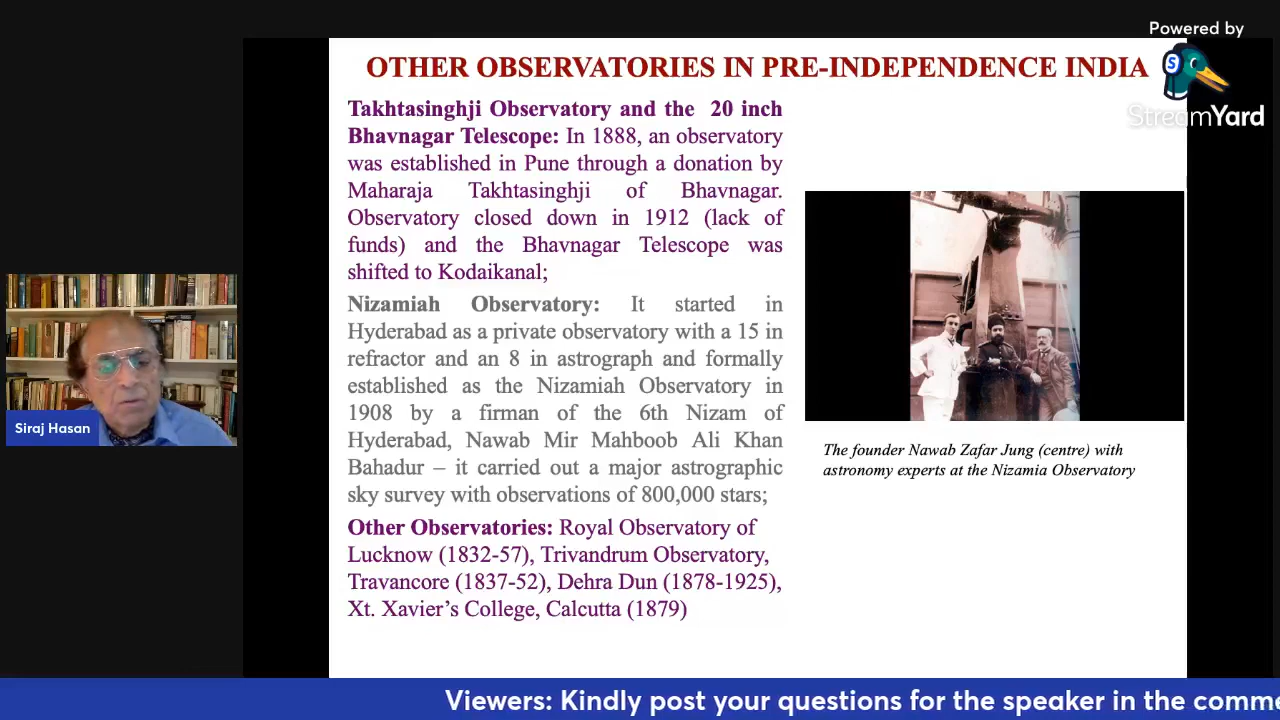 Powered by
StreamYard
OTHER OBSERVATORIES IN PRE-INDEPENDENCE INDIA
Takhtasinghji Observatory and the 20 inch
Bhavnagar Telescope: In 1888, an observatory
was established in Pune through a donation by
Maharaja Takhtasinghji of Bhavnagar.
Observatory closed down in 1912 (lack of
funds) and the Bhavnagar Telescope was
shifted to Kodaikanal;
Nizamiah Observatory: It started in
Hyderabad as a private observatory with a 15 in
refractor and an 8 in astrograph and formally
established as the Nizamiah Observatory in
1908 by a firman of the 6th Nizam of
Hyderabad, Nawab Mir Mahboob Ali Khan
Bahadur – it carried out a major astrographic
sky survey with observations of 800,000 stars;
Other Observatories: Royal Observatory of
Lucknow (1832-57), Trivandrum Observatory,
Travancore (1837-52), Dehra Dun (1878-1925),
Xt. Xavier’s College, Calcutta (1879)
The founder Nawab Zafar Jung (centre) with
astronomy experts at the Nizamia Observatory
Siraj Hasan
Viewers: Kindly post your questions for the speaker in the comme